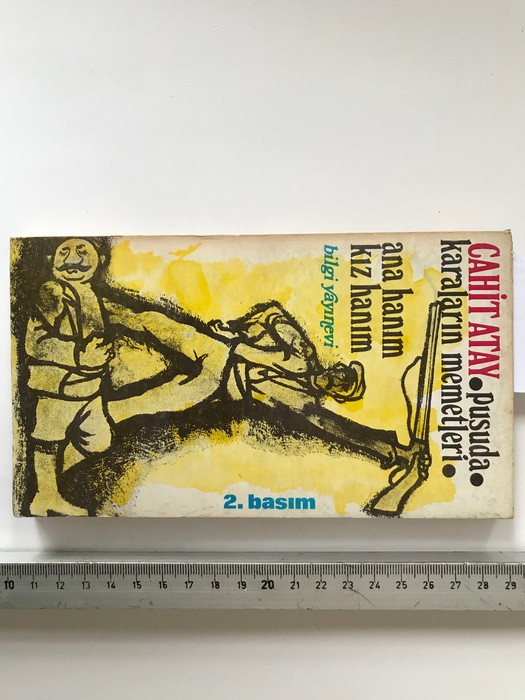 CAHİT ATAY • pusuda •
karaların memetleri •
ana hanım
kız hanım
bilgi yayınevi
2. basım
10 11 12 13 14 15 16 17 18 19 20 21 22 23 24 25 26 27 28 29